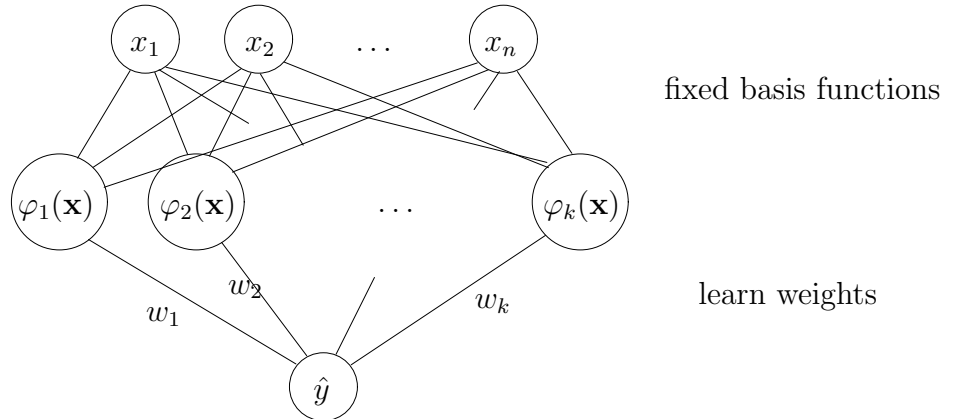 x₁ x₂ … xₙ
fixed basis functions
φ₁(𝐱) φ₂(𝐱) … φₖ(𝐱)
w₂
learn weights
w₁ wₖ
ŷ